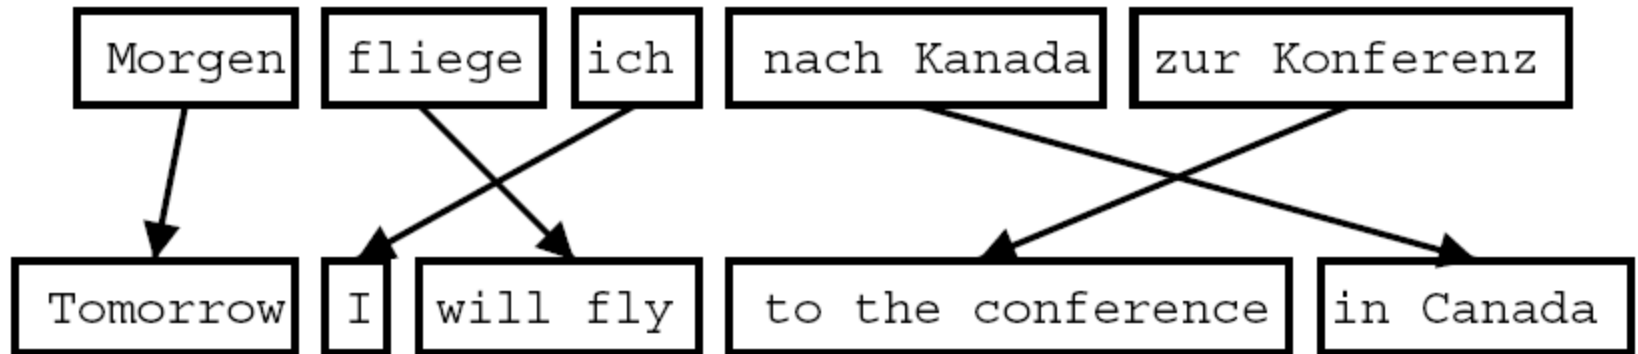 Morgen fliege ich nach Kanada zur Konferenz
Tomorrow I will fly to the conference in Canada